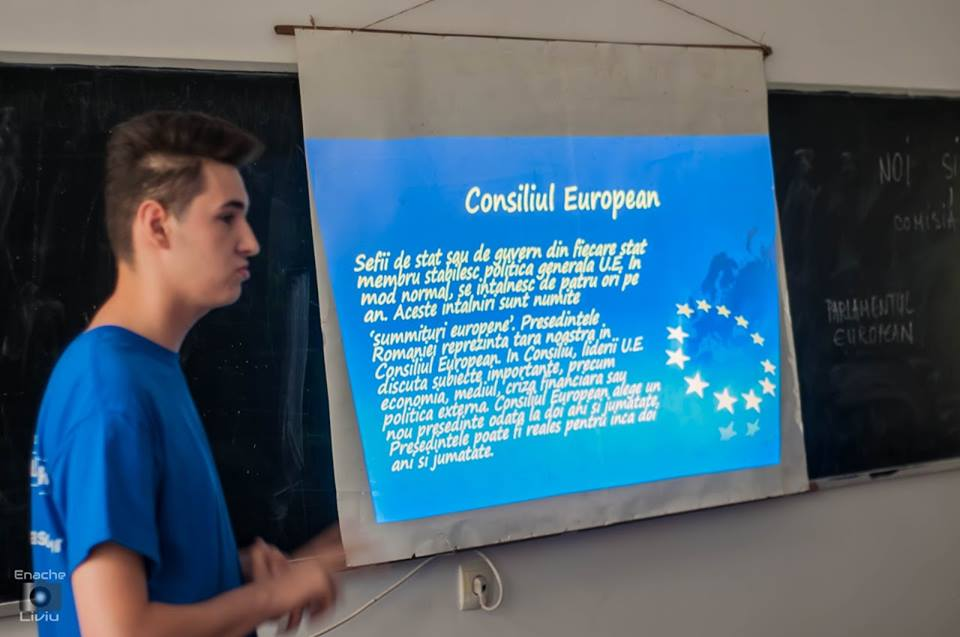 Consiliul European
Sefii de stat sau de guvern din fiecare stat
membru stabilesc politica generala U.E. In
mod normal, se intalnesc de patru ori pe
an. Aceste intalniri sunt numite
'summituri europene'. Presedintele
Romaniei reprezinta tara noastra in
Consiliul European. In Consiliu, liderii U.E
discuta subiecte importante, precum
economia, mediul, criza financiara sau
politica externa. Consiliul European alege un
nou presedinte odata la doi ani si jumatate.
Presedintele poate fi reales pentru inca doi
ani si jumatate.
NOI SI
COMISIA
PARLAMENTUL
EUROPEAN
Enache
Liviu